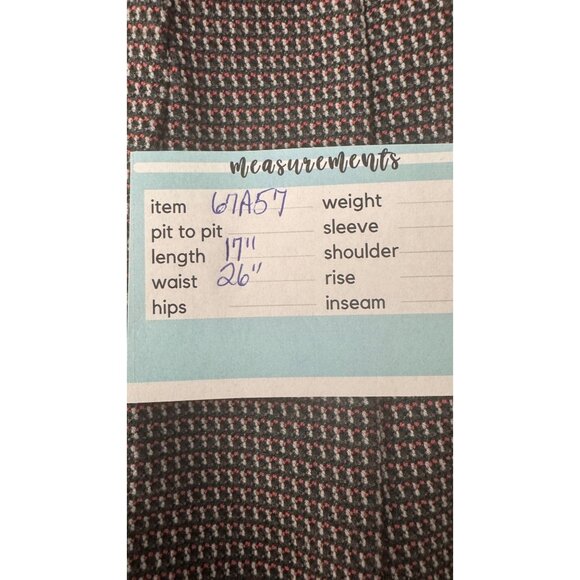 measurements
item 67A57 weight
pit to pit sleeve
length 17" shoulder
waist 26" rise
hips inseam